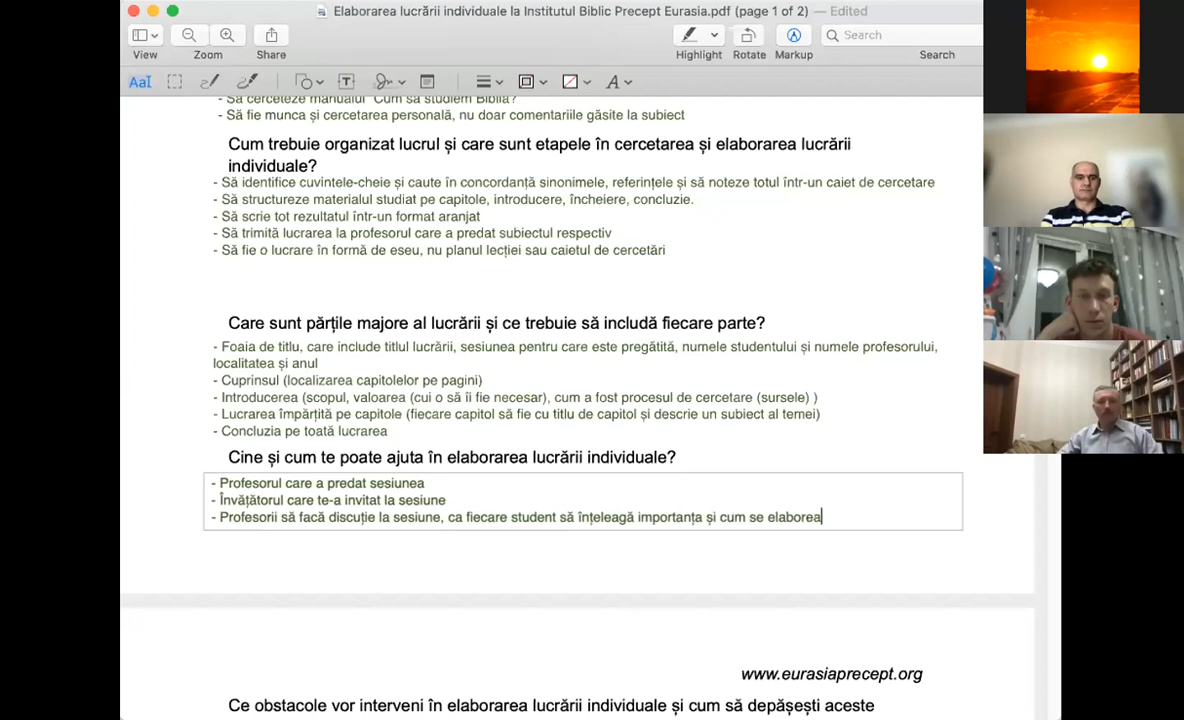 Elaborarea lucrării individuale la Institutul Biblic Precept Eurasia.pdf (page 1 of 2) — Edited
View
Zoom
Share
Highlight
Rotate
Markup
Search
Search
AaI
T
A
- Să cerceteze manualul "Cum să studiem Biblia?
- Să fie munca și cercetarea personală, nu doar comentariile găsite la subiect
Cum trebuie organizat lucrul și care sunt etapele în cercetarea și elaborarea lucrării
individuale?
- Să identifice cuvintele-cheie și caute în concordanță sinonimele, referințele și să noteze totul într-un caiet de cercetare
- Să structureze materialul studiat pe capitole, introducere, încheiere, concluzie.
- Să scrie tot rezultatul într-un format aranjat
- Să trimită lucrarea la profesorul care a predat subiectul respectiv
- Să fie o lucrare în formă de eseu, nu planul lecției sau caietul de cercetări
Care sunt părțile majore al lucrării și ce trebuie să includă fiecare parte?
- Foaia de titlu, care include titlul lucrării, sesiunea pentru care este pregătită, numele studentului și numele profesorului,
localitatea și anul
- Cuprinsul (localizarea capitolelor pe pagini)
- Introducerea (scopul, valoarea (cui o să îi fie necesar), cum a fost procesul de cercetare (sursele) )
- Lucrarea împărțită pe capitole (fiecare capitol să fie cu titlu de capitol și descrie un subiect al temei)
- Concluzia pe toată lucrarea
Cine și cum te poate ajuta în elaborarea lucrării individuale?
- Profesorul care a predat sesiunea
- Învățătorul care te-a invitat la sesiune
- Profesorii să facă discuție la sesiune, ca fiecare student să înțeleagă importanța și cum se elaborea
www.eurasiaprecept.org
Ce obstacole vor interveni în elaborarea lucrării individuale și cum să depășești aceste